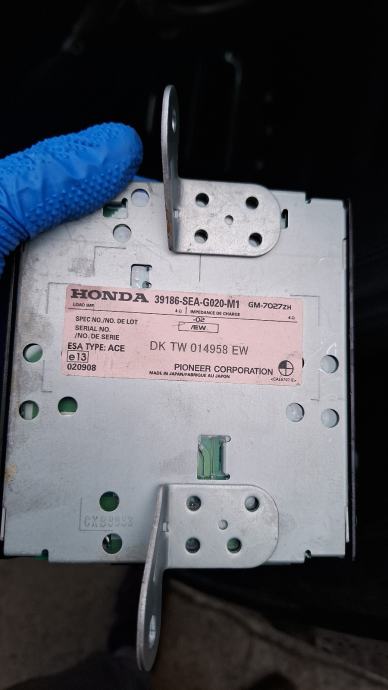 HONDA 39186-SEA-G020-M1 GM-7027ZH
LOAD IMP. 4Ω IMPEDANCE DE CHARGE 4Ω
SPEC NO./NO. DE LOT -02
SERIAL NO. /EW
/NO. DE SERIE
ESA TYPE: ACE DK TW 014958 EW
e13
020908 PIONEER CORPORATION
MADE IN JAPAN/FABRIQUE AU JAPON